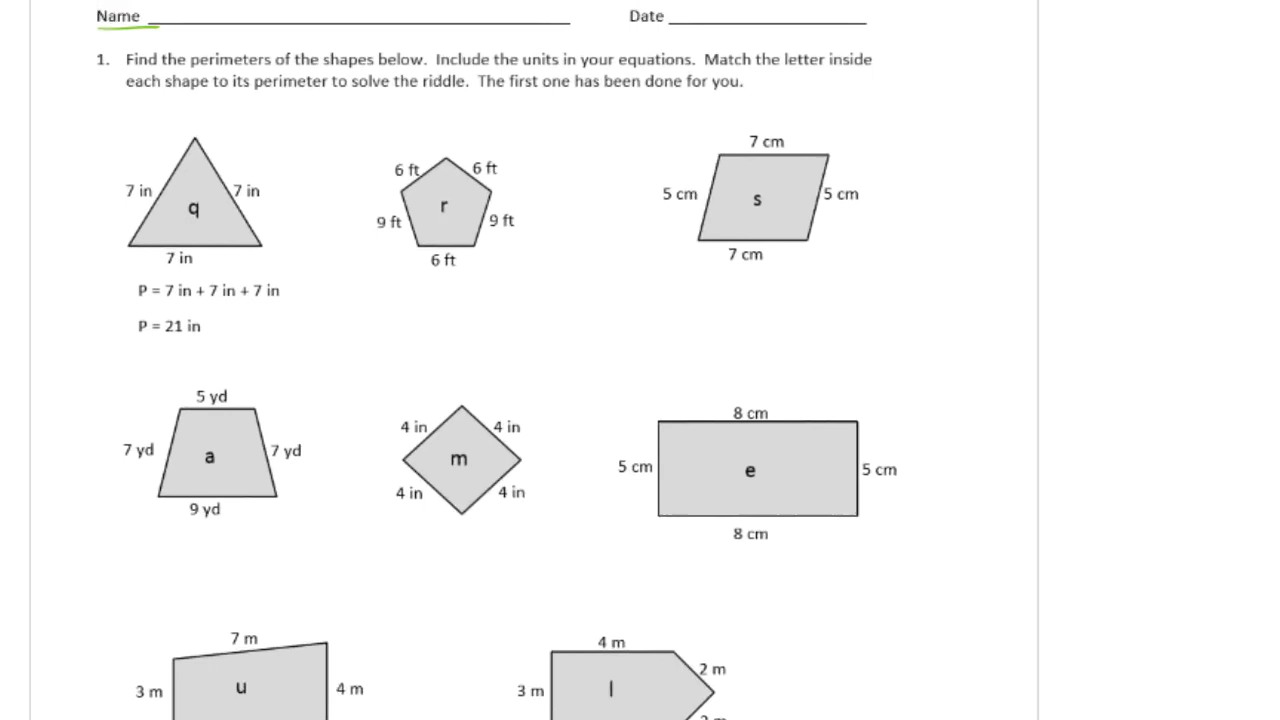 Name Date
1. Find the perimeters of the shapes below. Include the units in your equations. Match the letter inside
each shape to its perimeter to solve the riddle. The first one has been done for you.
7 cm
6 ft 6 ft
7 in 7 in 5 cm 5 cm
q r s
9 ft 9 ft
7 in 6 ft 7 cm
P = 7 in + 7 in + 7 in
P = 21 in
5 yd
8 cm
4 in 4 in
7 yd a 7 yd m
5 cm e 5 cm
4 in 4 in
9 yd
8 cm
7 m 4 m
2 m
3 m u 4 m 3 m l